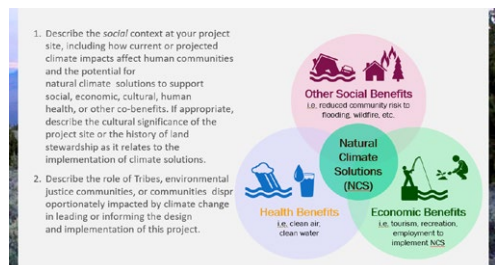 1. Describe the social context at your project
site, including how current or projected
climate impacts affect human communities
and the potential for
natural climate solutions to support
social, economic, cultural, human
health, or other co-benefits. If appropriate,
describe the cultural significance of the
project site or the history of land
stewardship as it relates to the
implementation of climate solutions.
2. Describe the role of Tribes, environmental
justice communities, or communities dispr
oportionately impacted by climate change
in leading or informing the design
and implementation of this project.
Other Social Benefits
i.e, reduced community risk to
flooding, wildfire, etc.
Natural
Climate
Solutions
(NCS)
Health Benefits
i.e, clean air,
clean water
Economic Benefits
i.e, tourism, recreation,
employment to
implement NCS